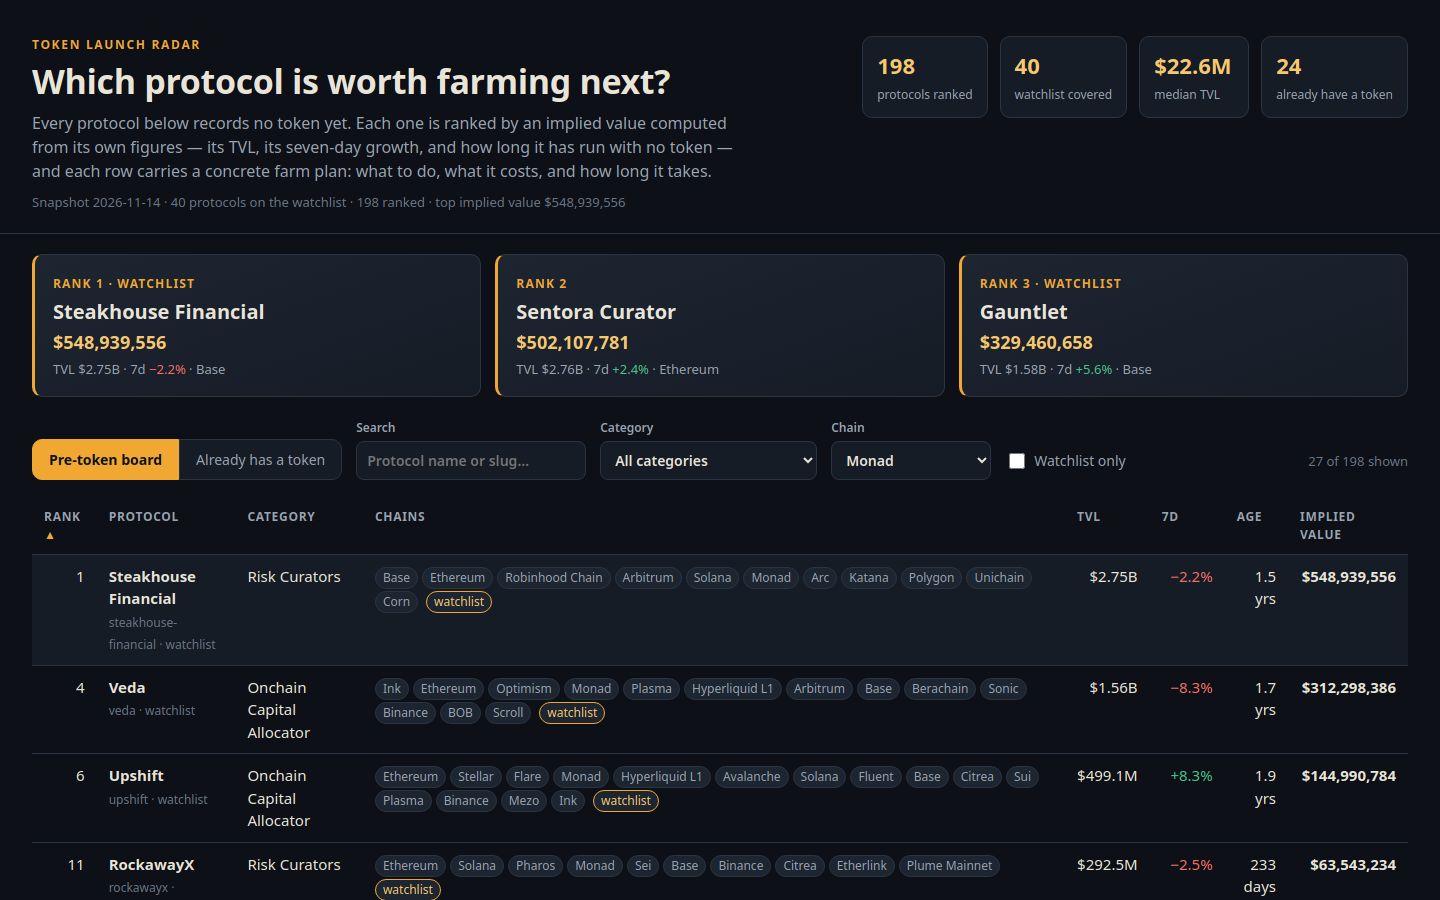 TOKEN LAUNCH RADAR
Which protocol is worth farming next?
Every protocol below records no token yet. Each one is ranked by an implied value computed
from its own figures — its TVL, its seven-day growth, and how long it has run with no token —
and each row carries a concrete farm plan: what to do, what it costs, and how long it takes.
Snapshot 2026-11-14 · 40 protocols on the watchlist · 198 ranked · top implied value $548,939,556
198
protocols ranked
40
watchlist covered
$22.6M
median TVL
24
already have a token
RANK 1 · WATCHLIST
Steakhouse Financial
$548,939,556
TVL $2.75B · 7d −2.2% · Base
RANK 2
Sentora Curator
$502,107,781
TVL $2.76B · 7d +2.4% · Ethereum
RANK 3 · WATCHLIST
Gauntlet
$329,460,658
TVL $1.58B · 7d +5.6% · Base
Pre-token board
Already has a token
Search
Protocol name or slug...
Category
All categories
Chain
Monad
Watchlist only
27 of 198 shown
RANK ▲ PROTOCOL CATEGORY CHAINS TVL 7D AGE IMPLIED VALUE
1 Steakhouse Financial Risk Curators Base Ethereum Robinhood Chain Arbitrum Solana Monad Arc Katana Polygon Unichain $2.75B −2.2% 1.5 yrs $548,939,556
Corn watchlist
steakhouse-
financial · watchlist
4 Veda Onchain Capital Allocator Ink Ethereum Optimism Monad Plasma Hyperliquid L1 Arbitrum Base Berachain Sonic $1.56B −8.3% 1.7 yrs $312,298,386
veda · watchlist Binance BOB Scroll watchlist
6 Upshift Onchain Capital Allocator Ethereum Stellar Flare Monad Hyperliquid L1 Avalanche Solana Fluent Base Citrea Sui $499.1M +8.3% 1.9 yrs $144,990,784
upshift · watchlist Plasma Binance Mezo Ink watchlist
11 RockawayX Risk Curators Ethereum Solana Pharos Monad Sei Base Binance Citrea Etherlink Plume Mainnet $292.5M −2.5% 233 days $63,543,234
rockawayx · watchlist